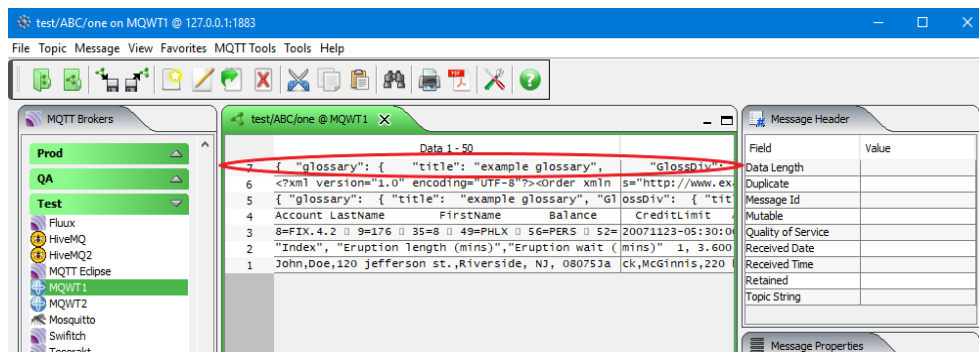 test/ABC/one on MQWT1 @ 127.0.0.1:1883
File Topic Message View Favorites MQTT Tools Tools Help
MQTT Brokers
Prod
QA
Test
Fluux
HiveMQ
HiveMQ2
MQTT Eclipse
MQWT1
MQWT2
Mosquitto
Swifitch
test/ABC/one @ MQWT1
Data 1 - 50
7 { "glossary": { "title": "example glossary", "GlossDiv":
6 <?xml version="1.0" encoding="UTF-8"?><Order xmln s="http://www.ex
5 { "glossary": { "title": "example glossary", "Gl ossDiv": { "tit
4 Account LastName FirstName Balance CreditLimit
3 8=FIX.4.2 ▯ 9=176 ▯ 35=8 ▯ 49=PHLX ▯ 56=PERS ▯ 52= 20071123-05:30:0
2 "Index", "Eruption length (mins)","Eruption wait ( mins)" 1, 3.600
1 John,Doe,120 jefferson st.,Riverside, NJ, 08075Ja ck,McGinnis,220
Message Header
Field Value
Data Length
Duplicate
Message Id
Mutable
Quality of Service
Received Date
Received Time
Retained
Topic String
Message Properties